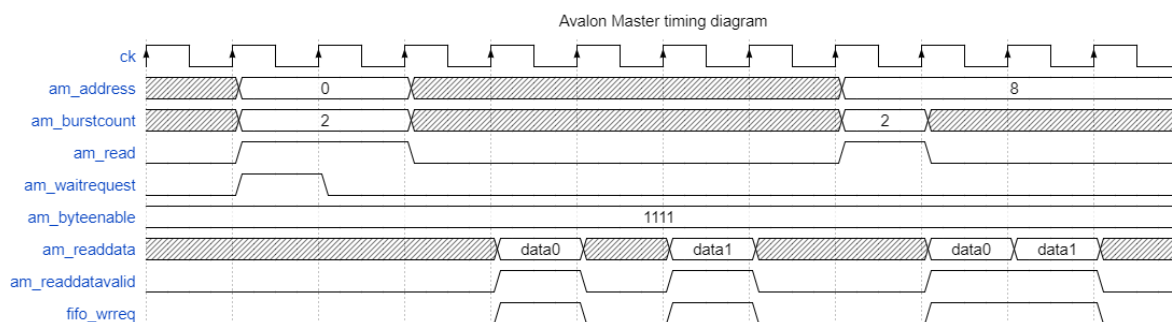 Avalon Master timing diagram
ck
am_address 0 8
am_burstcount 2 2
am_read
am_waitrequest
am_byteenable 1111
am_readdata data0 data1 data0 data1
am_readdatavalid
fifo_wrreq